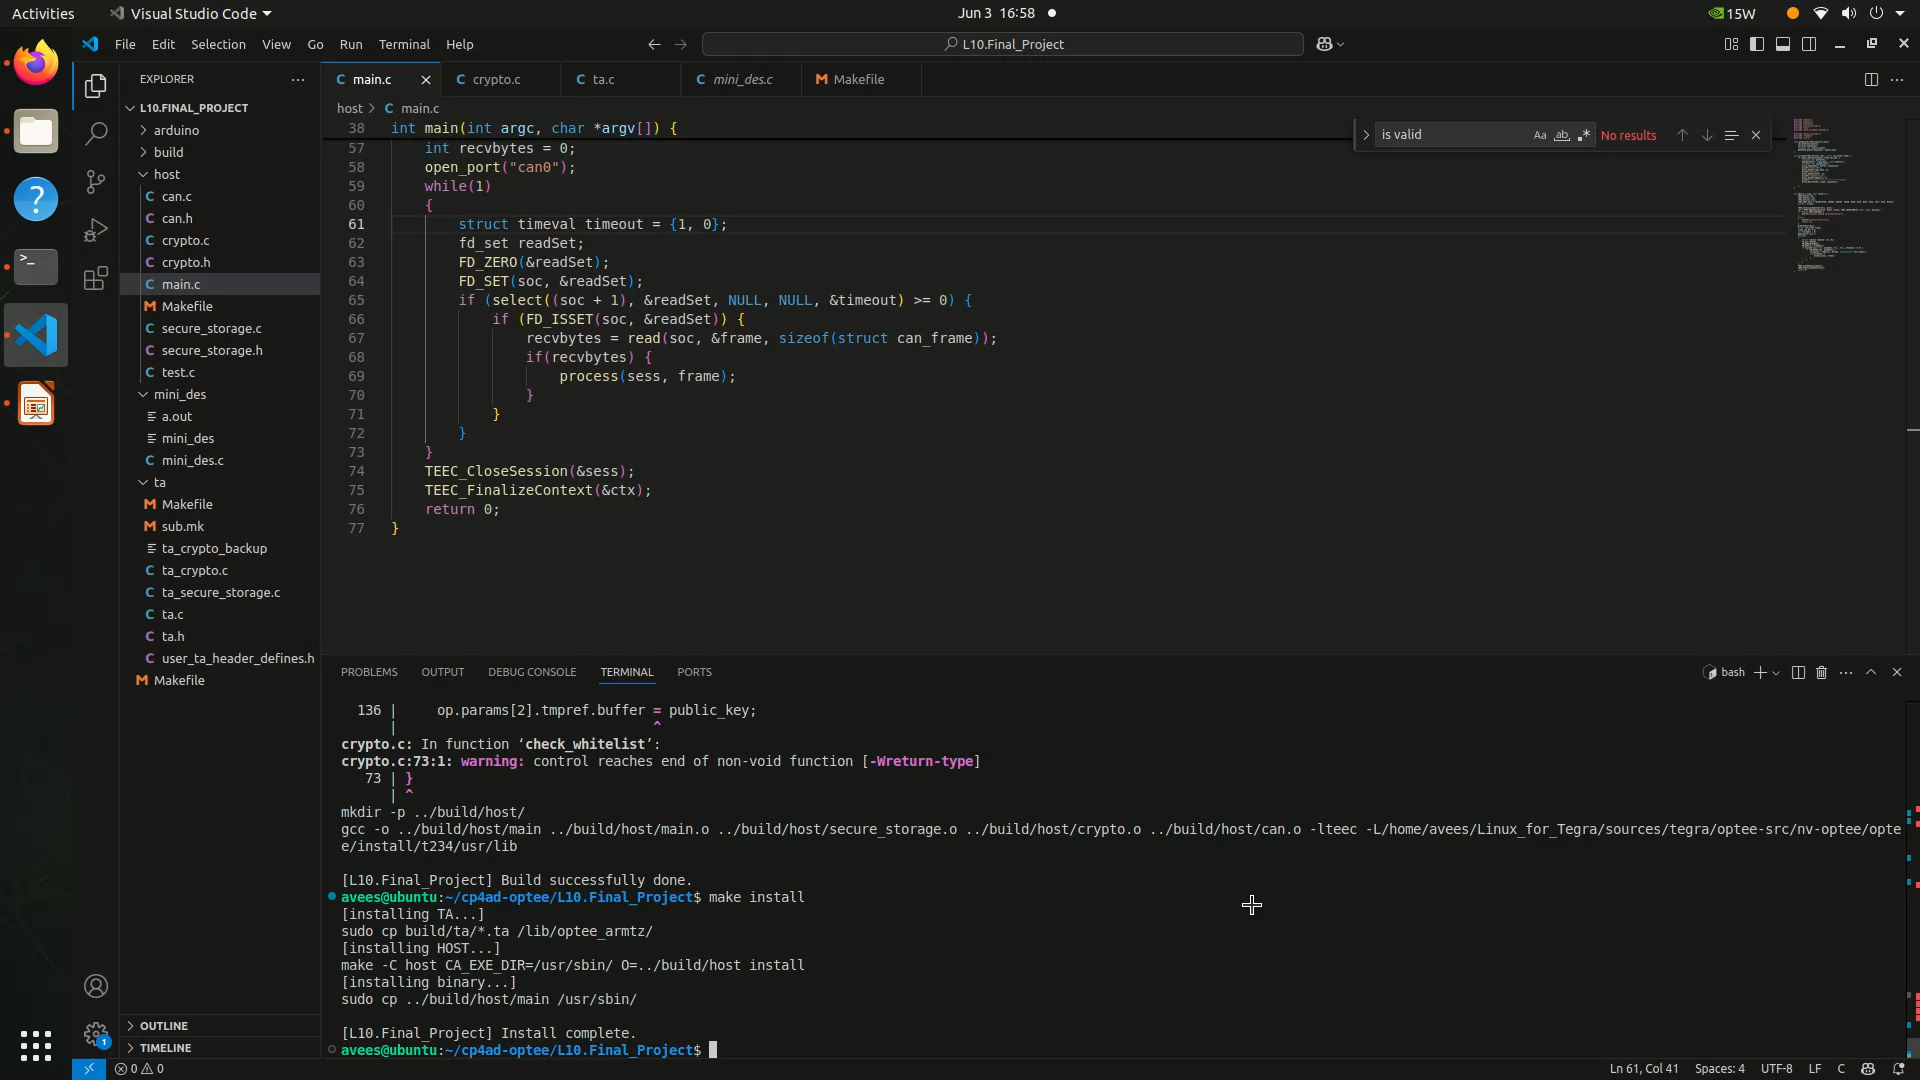 Activities
Visual Studio Code
Jun 3 16:58
15W
File Edit Selection View Go Run Terminal Help
L10.Final_Project
EXPLORER
main.c
crypto.c
ta.c
mini_des.c
Makefile
L10.FINAL_PROJECT
arduino
build
host
can.c
can.h
crypto.c
crypto.h
main.c
Makefile
secure_storage.c
secure_storage.h
test.c
mini_des
a.out
mini_des
mini_des.c
ta
Makefile
sub.mk
ta_crypto_backup
ta_crypto.c
ta_secure_storage.c
ta.c
ta.h
user_ta_header_defines.h
Makefile
OUTLINE
TIMELINE
host > main.c
is valid
Aa ab
No results
38 int main(int argc, char *argv[]) {
57 int recvbytes = 0;
58 open_port("can0");
59 while(1)
60 {
61 struct timeval timeout = {1, 0};
62 fd_set readSet;
63 FD_ZERO(&readSet);
64 FD_SET(soc, &readSet);
65 if (select((soc + 1), &readSet, NULL, NULL, &timeout) >= 0) {
66 if (FD_ISSET(soc, &readSet)) {
67 recvbytes = read(soc, &frame, sizeof(struct can_frame));
68 if(recvbytes) {
69 process(sess, frame);
70 }
71 }
72 }
73 }
74 TEEC_CloseSession(&sess);
75 TEEC_FinalizeContext(&ctx);
76 return 0;
77 }
PROBLEMS OUTPUT DEBUG CONSOLE TERMINAL PORTS
bash
136 | op.params[2].tmpref.buffer = public_key;
| ^
crypto.c: In function ‘check_whitelist’:
crypto.c:73:1: warning: control reaches end of non-void function [-Wreturn-type]
73 | }
| ^
mkdir -p ../build/host/
gcc -o ../build/host/main ../build/host/main.o ../build/host/secure_storage.o ../build/host/crypto.o ../build/host/can.o -lteec -L/home/avees/Linux_for_Tegra/sources/tegra/optee-src/nv-optee/opte
e/install/t234/usr/lib
[L10.Final_Project] Build successfully done.
avees@ubuntu:~/cp4ad-optee/L10.Final_Project$ make install
[installing TA...]
sudo cp build/ta/*.ta /lib/optee_armtz/
[installing HOST...]
make -C host CA_EXE_DIR=/usr/sbin/ O=../build/host install
[installing binary...]
sudo cp ../build/host/main /usr/sbin/
[L10.Final_Project] Install complete.
avees@ubuntu:~/cp4ad-optee/L10.Final_Project$
1
0 0
Ln 61, Col 41
Spaces: 4
UTF-8
LF
C